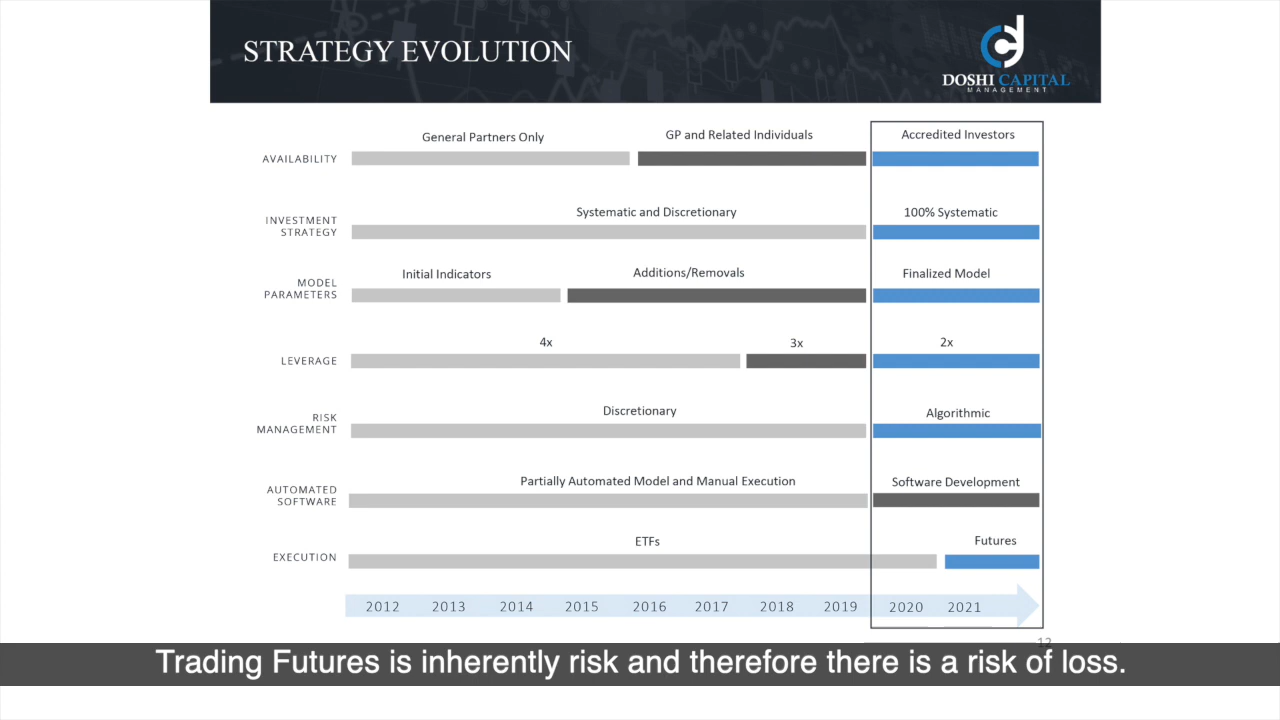 STRATEGY EVOLUTION
DOSHI CAPITAL
MANAGEMENT
General Partners Only
GP and Related Individuals
Accredited Investors
AVAILABILITY
Systematic and Discretionary
100% Systematic
INVESTMENT
STRATEGY
Initial Indicators
Additions/Removals
Finalized Model
MODEL
PARAMETERS
4x
3x
2x
LEVERAGE
Discretionary
Algorithmic
RISK
MANAGEMENT
Partially Automated Model and Manual Execution
Software Development
AUTOMATED
SOFTWARE
ETFs
Futures
EXECUTION
2012 2013 2014 2015 2016 2017 2018 2019 2020 2021
12
Trading Futures is inherently risk and therefore there is a risk of loss.